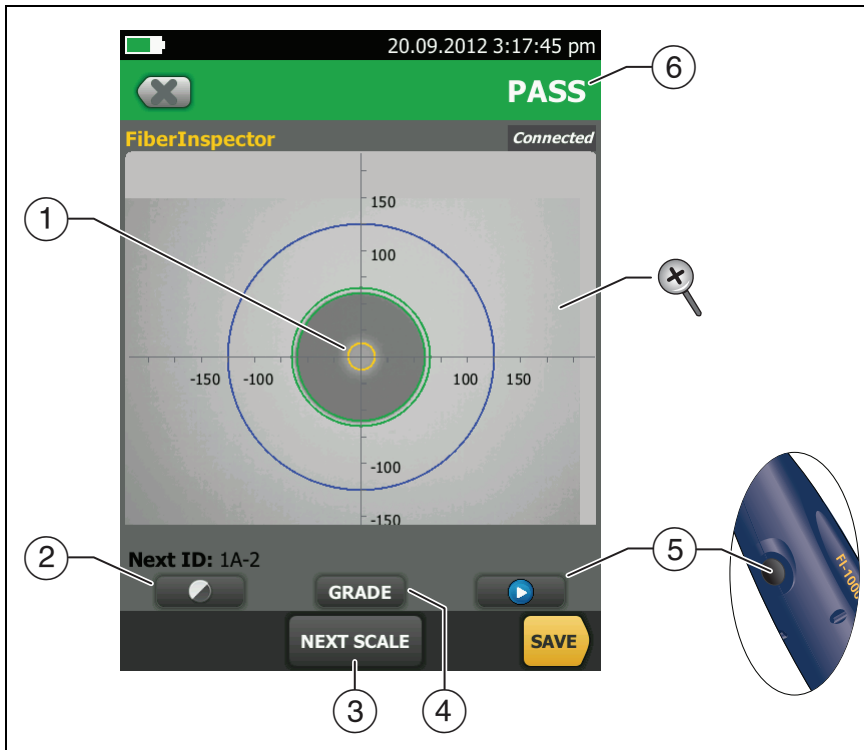 20.09.2012 3:17:45 pm
PASS
6
FiberInspector
Connected
1
150
100
-150 -100 100 150
-100
-150
2
Next ID: 1A-2
5
GRADE
FI-1000
NEXT SCALE
SAVE
3
4